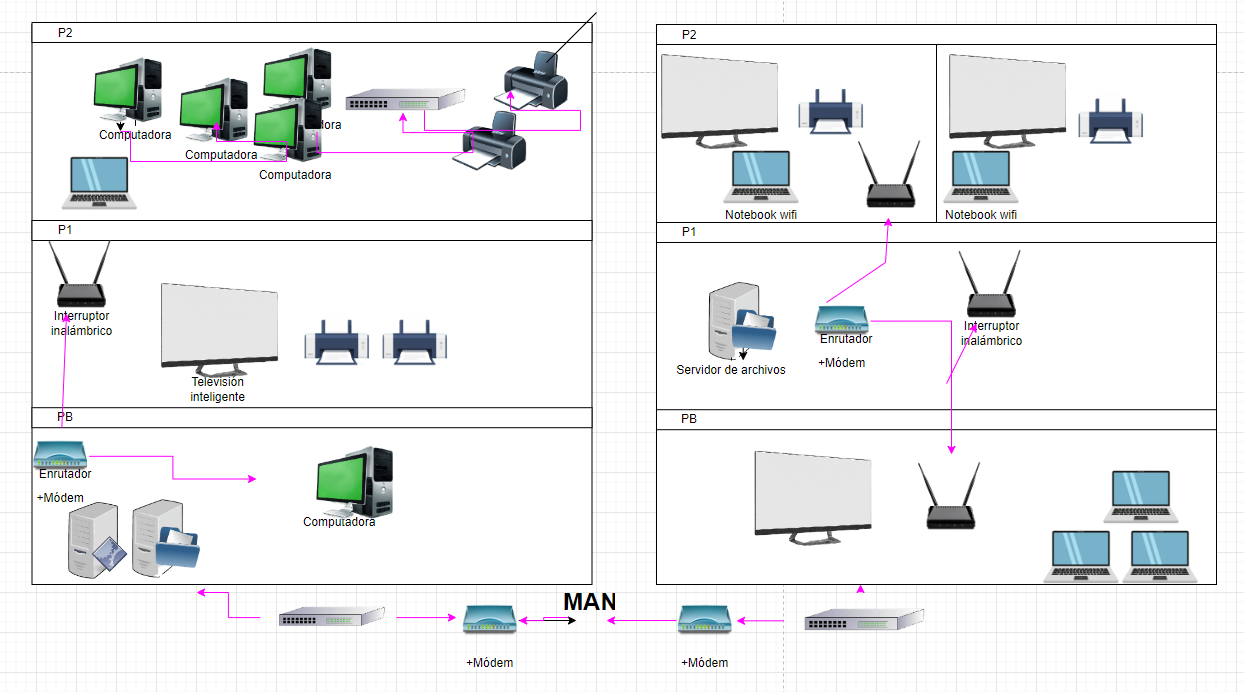 P2
Computadora
Computadora
dora
Computadora
P1
Interruptor
inalámbrico
Televisión
inteligente
PB
Enrutador
+Módem
Computadora
P2
Notebook wifi
Notebook wifi
P1
Servidor de archivos
Enrutador
+Módem
Interruptor
inalámbrico
PB
MAN
+Módem
+Módem